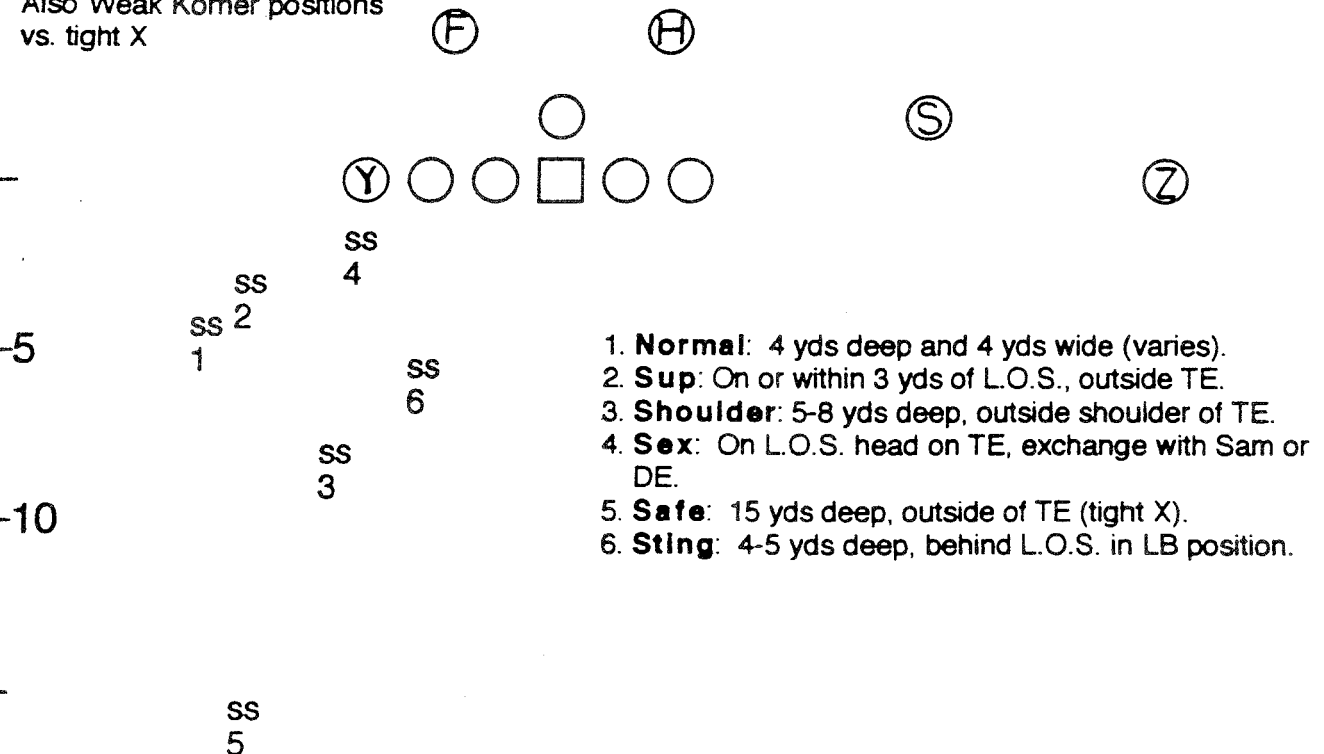 Also Weak Korner positions
vs. tight X
F H
S
Y Z
SS
4
SS
2
SS
1
-5
SS
6
SS
3
-10
SS
5
1. Normal: 4 yds deep and 4 yds wide (varies).
2. Sup: On or within 3 yds of L.O.S., outside TE.
3. Shoulder: 5-8 yds deep, outside shoulder of TE.
4. Sex: On L.O.S. head on TE, exchange with Sam or
DE.
5. Safe: 15 yds deep, outside of TE (tight X).
6. Sting: 4-5 yds deep, behind L.O.S. in LB position.